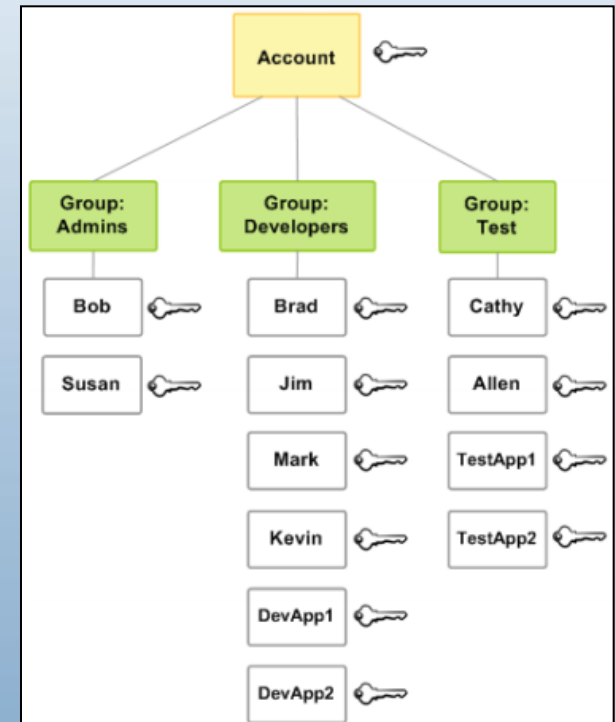 Account
Group:
Admins
Group:
Developers
Group:
Test
Bob
Brad
Cathy
Susan
Jim
Allen
Mark
TestApp1
Kevin
TestApp2
DevApp1
DevApp2